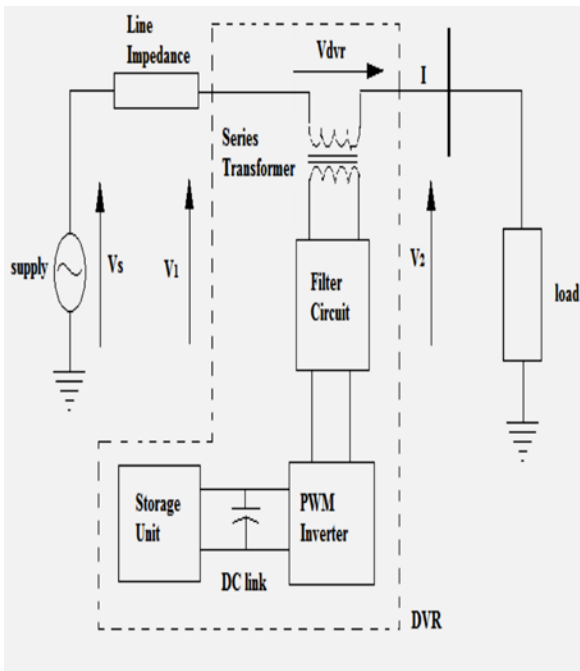 Line
Impedance
Vdvr
I
Series
Transformer
supply
Vs
V1
Filter
Circuit
V2
load
Storage
Unit
PWM
Inverter
DC link
DVR